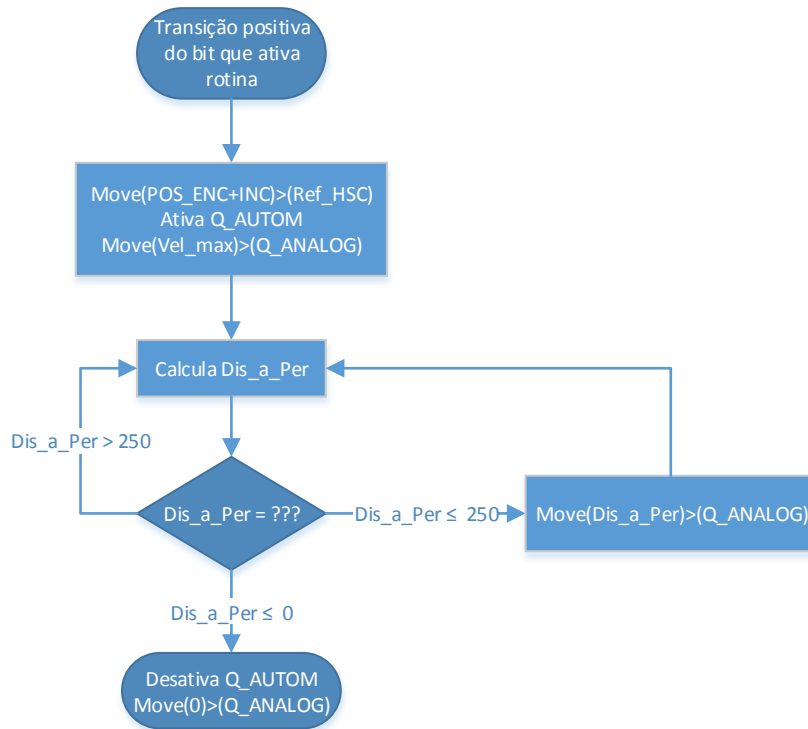 Transição positiva
do bit que ativa
rotina
Move(POS_ENC+INC)>(Ref_HSC)
Ativa Q_AUTOM
Move(Vel_max)>(Q_ANALOG)
Calcula Dis_a_Per
Dis_a_Per > 250
Dis_a_Per = ???
Dis_a_Per ≤ 250
Move(Dis_a_Per)>(Q_ANALOG)
Dis_a_Per ≤ 0
Desativa Q_AUTOM
Move(0)>(Q_ANALOG)